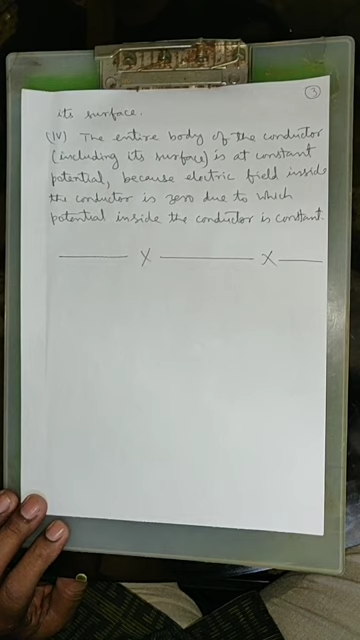 3
its surface.
(IV) The entire body of the conductor
(including its surface) is at constant
potential, because electric field inside
the conductor is zero due to which
potential inside the conductor is constant.
X X